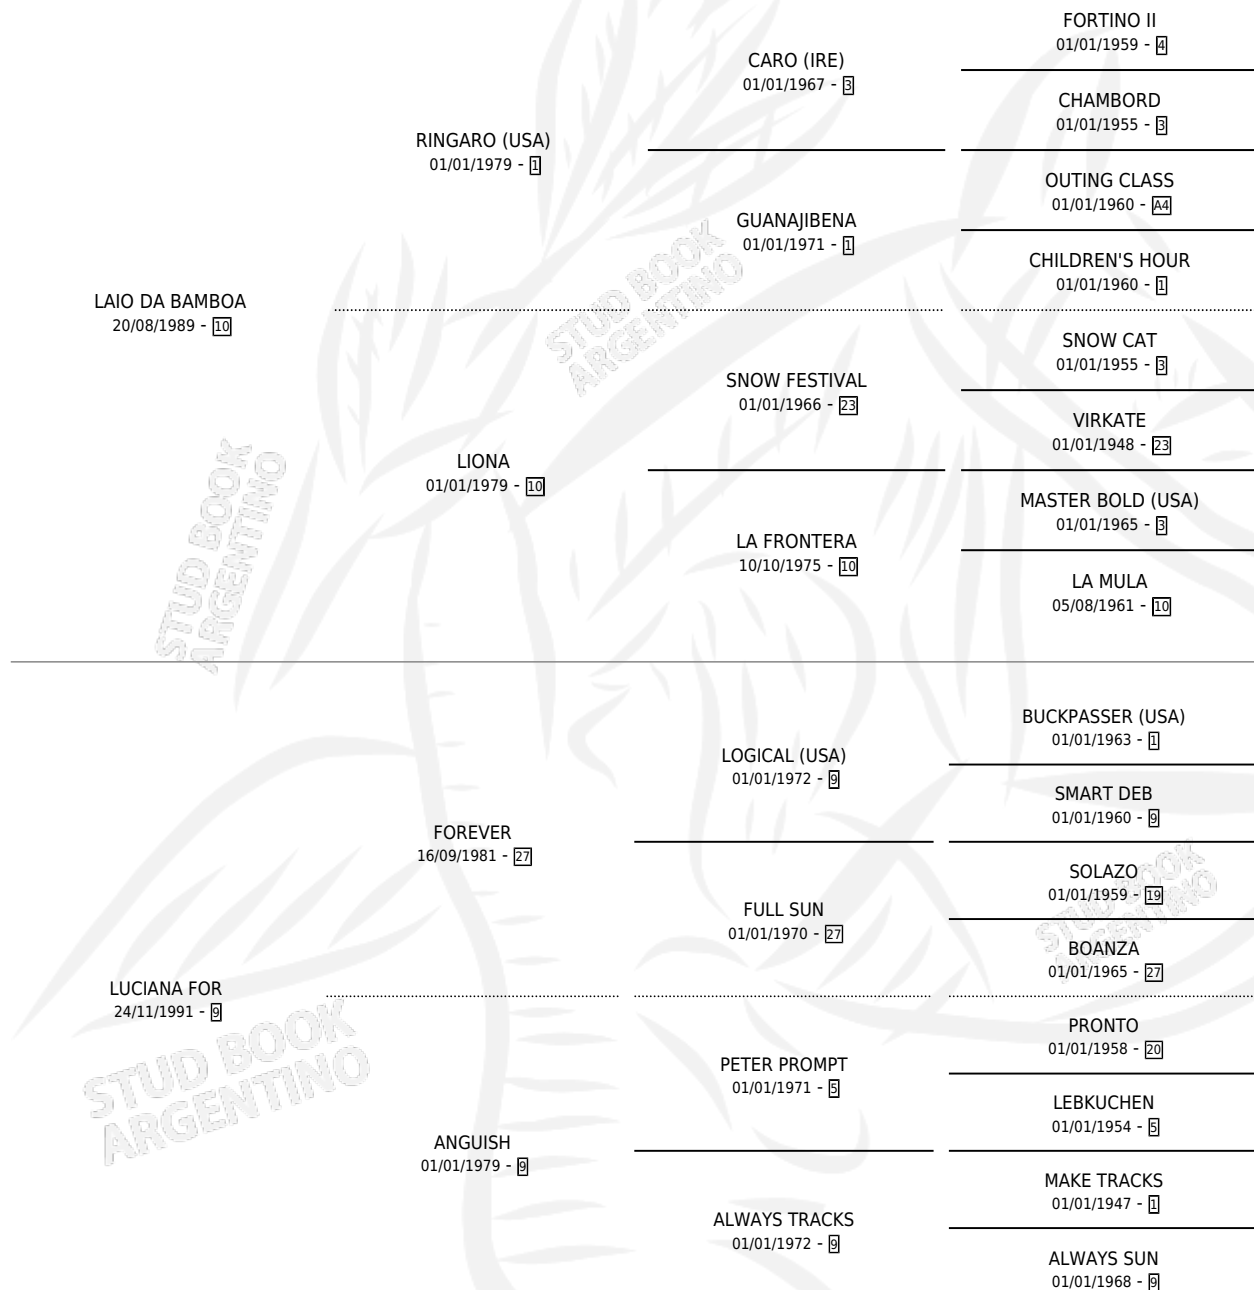 FORTINO II
01/01/1959 - 4
CARO (IRE)
01/01/1967 - 3
CHAMBORD
01/01/1955 - 3
RINGARO (USA)
01/01/1979 - 1
OUTING CLASS
01/01/1960 - A4
GUANAJIBENA
01/01/1971 - 1
CHILDREN'S HOUR
01/01/1960 - 1
LAIO DA BAMBOA
20/08/1989 - 10
SNOW CAT
01/01/1955 - 3
SNOW FESTIVAL
01/01/1966 - 23
VIRKATE
01/01/1948 - 23
LIONA
01/01/1979 - 10
MASTER BOLD (USA)
01/01/1965 - 3
LA FRONTERA
10/10/1975 - 10
LA MULA
05/08/1961 - 10
STUD BOOK
ARGENTINO
STUD BOOK
ARGENTINO
BUCKPASSER (USA)
01/01/1963 - 1
LOGICAL (USA)
01/01/1972 - 9
SMART DEB
01/01/1960 - 9
FOREVER
16/09/1981 - 27
SOLAZO
01/01/1959 - 19
FULL SUN
01/01/1970 - 27
BOANZA
01/01/1965 - 27
LUCIANA FOR
24/11/1991 - 9
PRONTO
01/01/1958 - 20
PETER PROMPT
01/01/1971 - 5
LEBKUCHEN
01/01/1954 - 5
ANGUISH
01/01/1979 - 9
MAKE TRACKS
01/01/1947 - 1
ALWAYS TRACKS
01/01/1972 - 9
ALWAYS SUN
01/01/1968 - 9
STUD BOOK
ARGENTINO
STUD BOOK
ARGENTINO